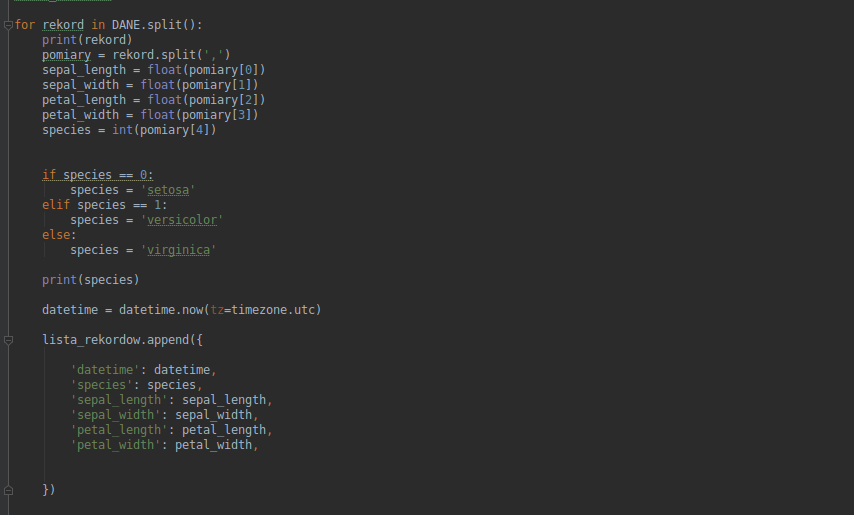 for rekord in DANE.split():
    print(rekord)
    pomiary = rekord.split(',')
    sepal_length = float(pomiary[0])
    sepal_width = float(pomiary[1])
    petal_length = float(pomiary[2])
    petal_width = float(pomiary[3])
    species = int(pomiary[4])
    if species == 0:
        species = 'setosa'
    elif species == 1:
        species = 'versicolor'
    else:
        species = 'virginica'
    print(species)
    datetime = datetime.now(tz=timezone.utc)
    lista_rekordow.append({
        'datetime': datetime,
        'species': species,
        'sepal_length': sepal_length,
        'sepal_width': sepal_width,
        'petal_length': petal_length,
        'petal_width': petal_width,
    })